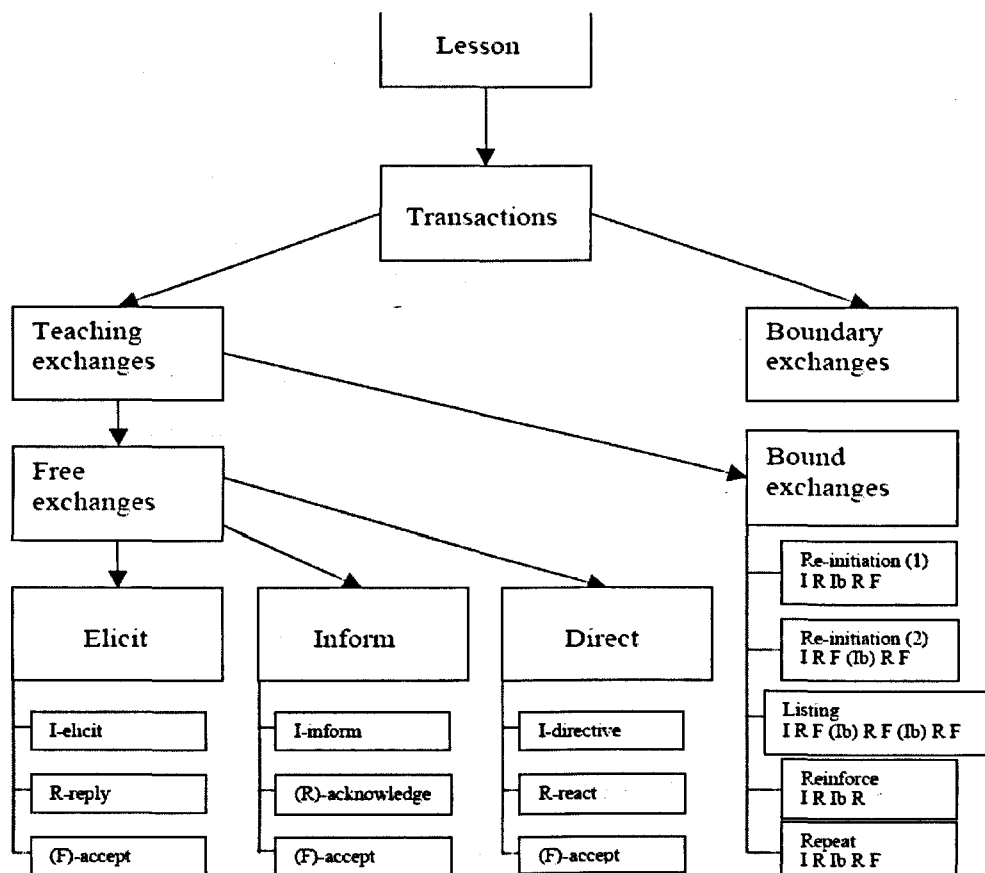 Lesson
Transactions
Teaching
exchanges
Boundary
exchanges
Free
exchanges
Bound
exchanges
Elicit
I-elicit
R-reply
(F)-accept
Inform
I-inform
(R)-acknowledge
(F)-accept
Direct
I-directive
R-react
(F)-accept
Re-initiation (1)
I R Ib R F
Re-initiation (2)
I R F (Ib) R F
Listing
I R F (Ib) R F (Ib) R F
Reinforce
I R Ib R
Repeat
I R Ib R F